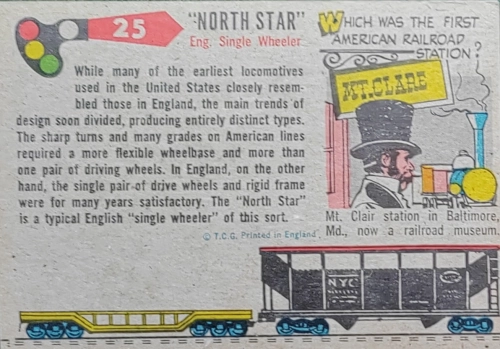 25
"NORTH STAR"
Eng. Single Wheeler
While many of the earliest locomotives
used in the United States closely resem-
bled those in England, the main trends of
design soon divided, producing entirely distinct types.
The sharp turns and many grades on American lines
required a more flexible wheelbase and more than
one pair of driving wheels. In England, on the other
hand, the single pair of drive wheels and rigid frame
were for many years satisfactory. The "North Star"
is a typical English "single wheeler" of this sort.
© T.C.G. Printed in England.
WHICH WAS THE FIRST
AMERICAN RAILROAD
STATION?
MT. CLARE
Mt. Clair station in Baltimore,
Md., now a railroad museum.
NYC